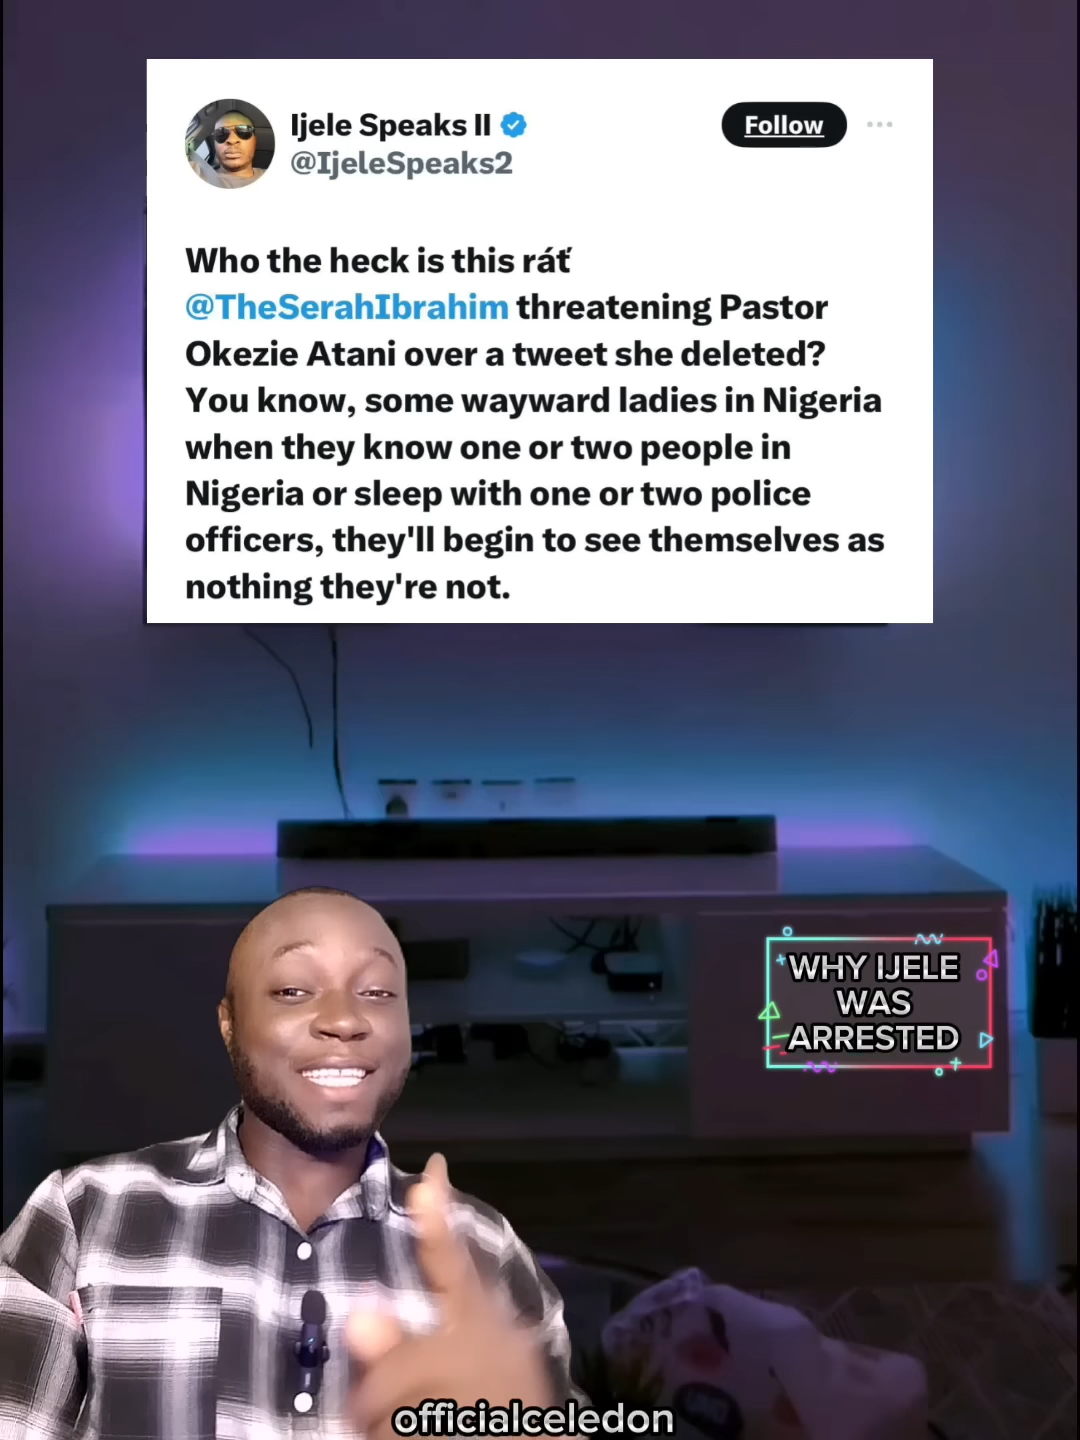 Ijele Speaks II
@IjeleSpeaks2
Follow
Who the heck is this ráť
@TheSerahIbrahim threatening Pastor
Okezie Atani over a tweet she deleted?
You know, some wayward ladies in Nigeria
when they know one or two people in
Nigeria or sleep with one or two police
officers, they'll begin to see themselves as
nothing they're not.
WHY IJELE
WAS
ARRESTED
officialceledon